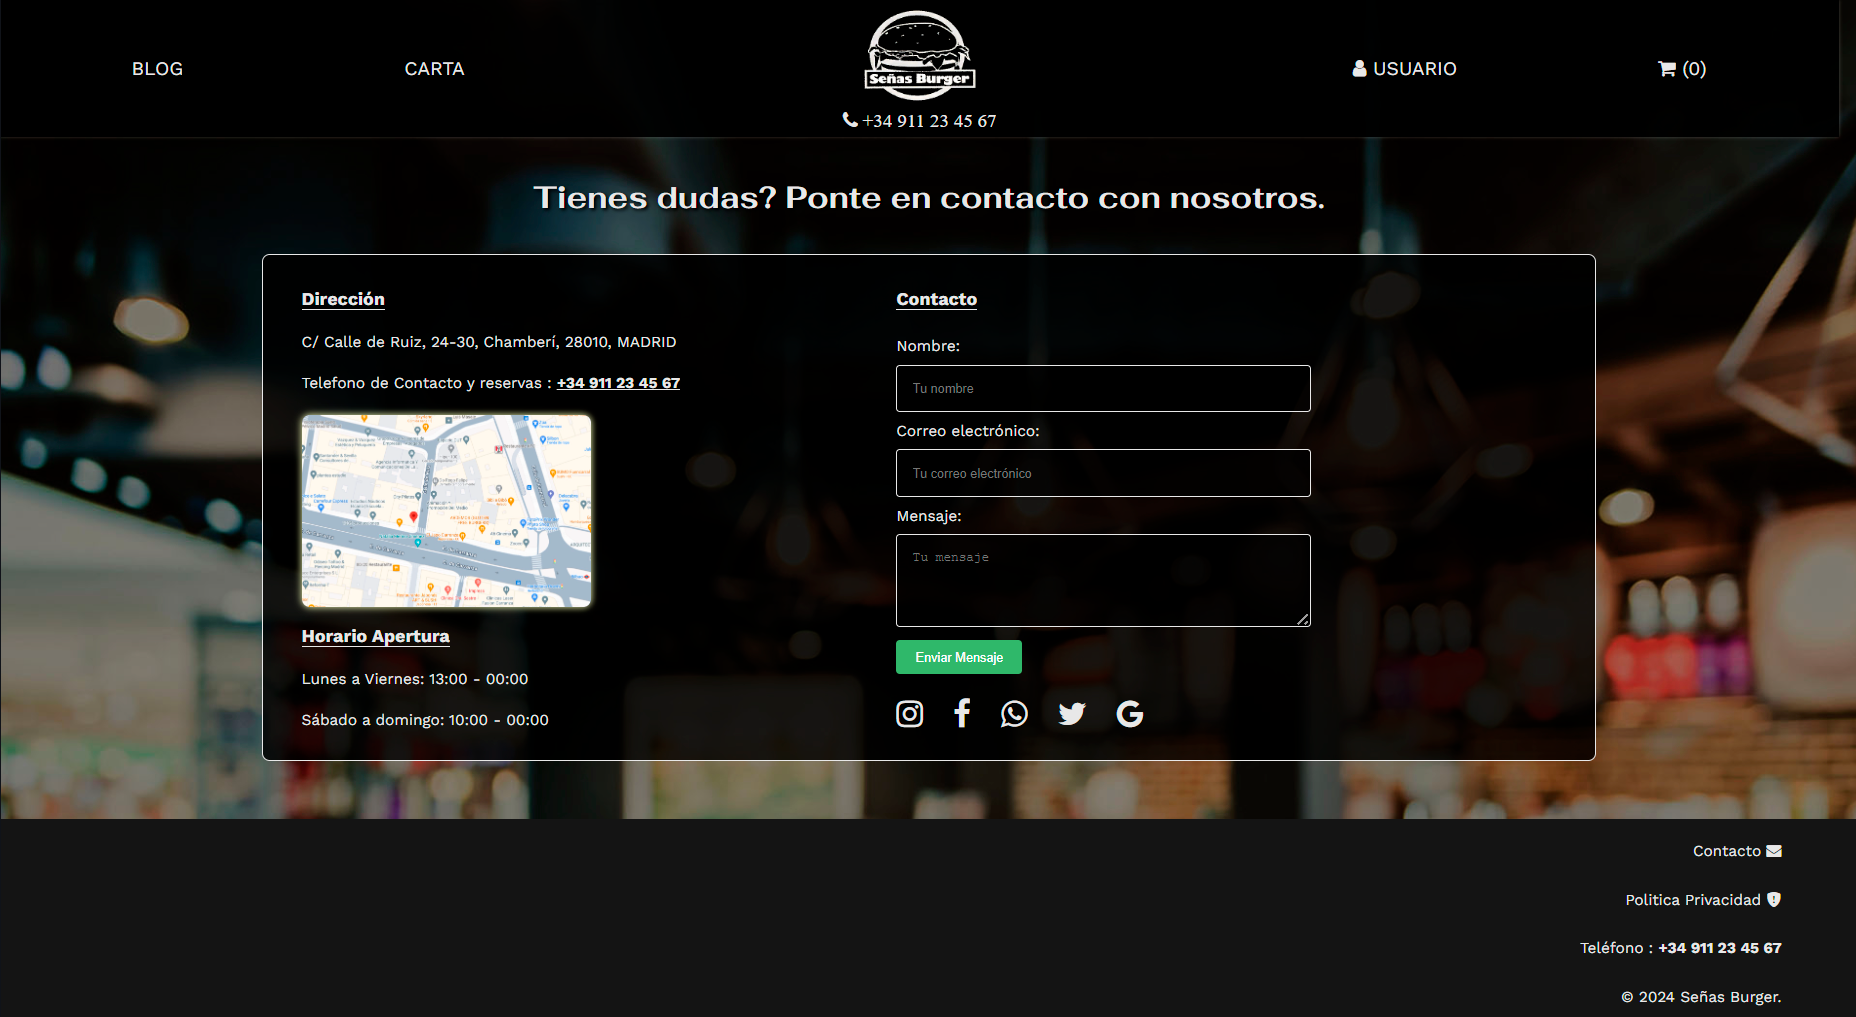 BLOG
CARTA
Señas Burger
+34 911 23 45 67
USUARIO
(0)
Tienes dudas? Ponte en contacto con nosotros.
Dirección
C/ Calle de Ruiz, 24-30, Chamberí, 28010, MADRID
Telefono de Contacto y reservas : +34 911 23 45 67
Horario Apertura
Lunes a Viernes: 13:00 - 00:00
Sábado a domingo: 10:00 - 00:00
Contacto
Nombre:
Tu nombre
Correo electrónico:
Tu correo electrónico
Mensaje:
Tu mensaje
Enviar Mensaje
Contacto
Politica Privacidad
Teléfono : +34 911 23 45 67
© 2024 Señas Burger.